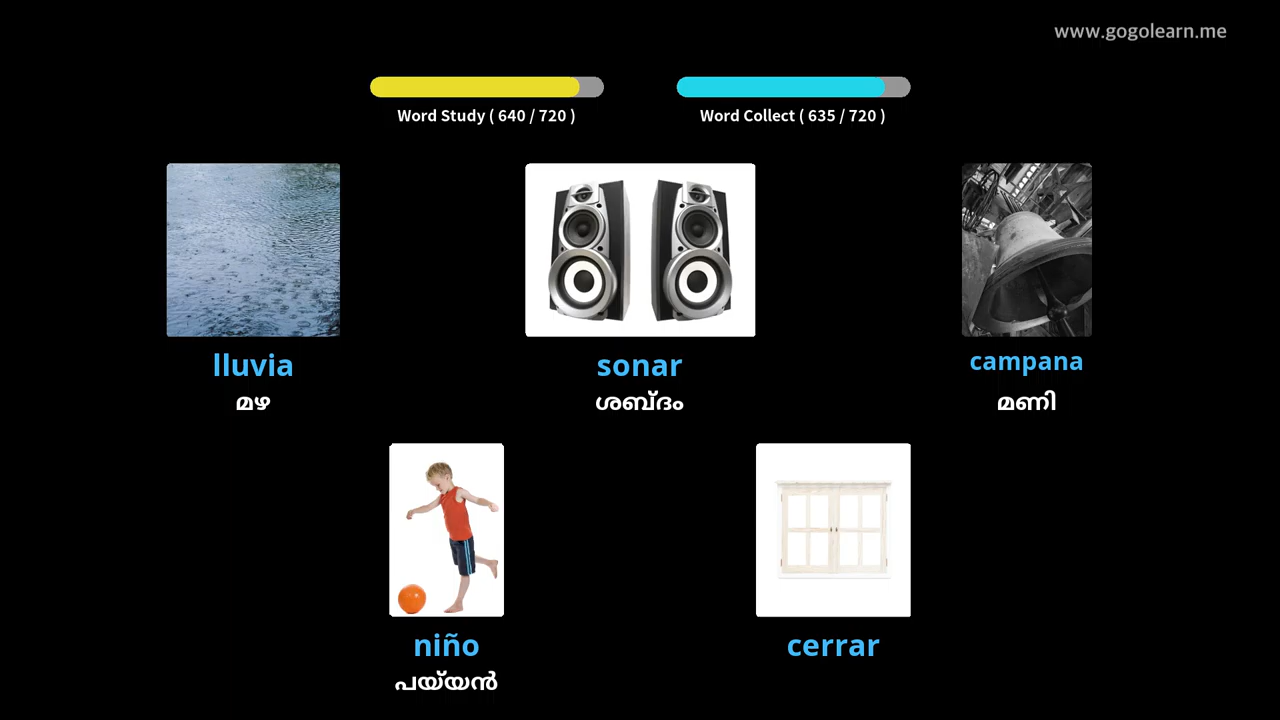 www.gogolearn.me
Word Study ( 640 / 720 )
Word Collect ( 635 / 720 )
lluvia
മഴ
sonar
ശബ്ദം
campana
മണി
niño
പയ്യൻ
cerrar